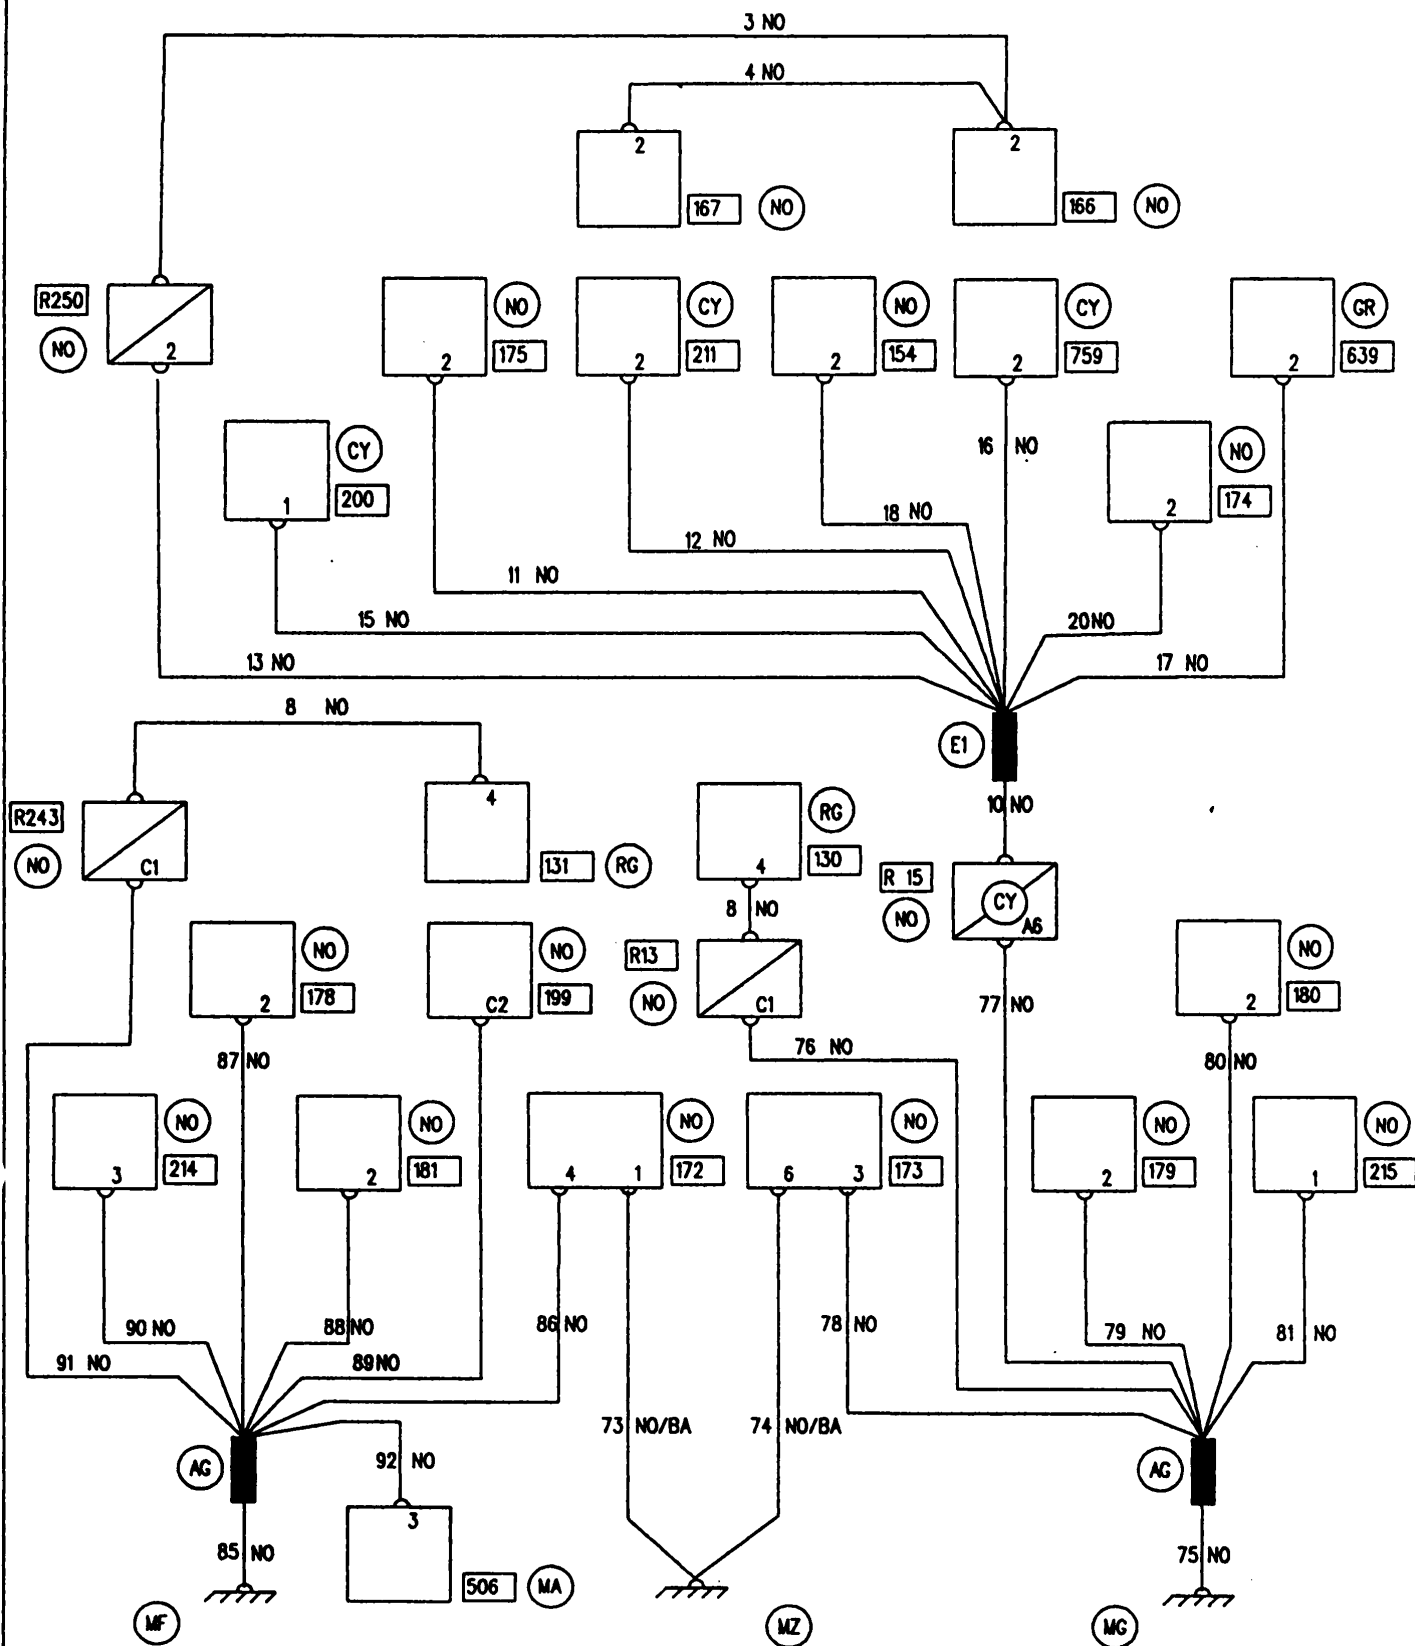 3 NO
4 NO
2
2
167 NO
166 NO
R250
NO
2
NO
175
2
CY
211
2
NO
154
2
CY
759
2
GR
639
2
CY
200
1
16 NO
NO
174
2
18 NO
12 NO
11 NO
15 NO
20NO
13 NO
17 NO
8 NO
E1
R243
NO
C1
4
131 RG
RG
130
4
10 NO
R 15
NO
CY
A6
8 NO
R13
NO
C1
NO
178
2
NO
199
C2
77 NO
NO
180
2
87 NO
76 NO
80 NO
NO
214
3
NO
181
2
NO
172
4 1
NO
173
6 3
NO
179
2
NO
215
1
90 NO
88 NO
86 NO
78 NO
79 NO
81 NO
91 NO
89NO
73 NO/BA
74 NO/BA
AG
92 NO
AG
3
85 NO
75 NO
506 MA
MF
MZ
MG